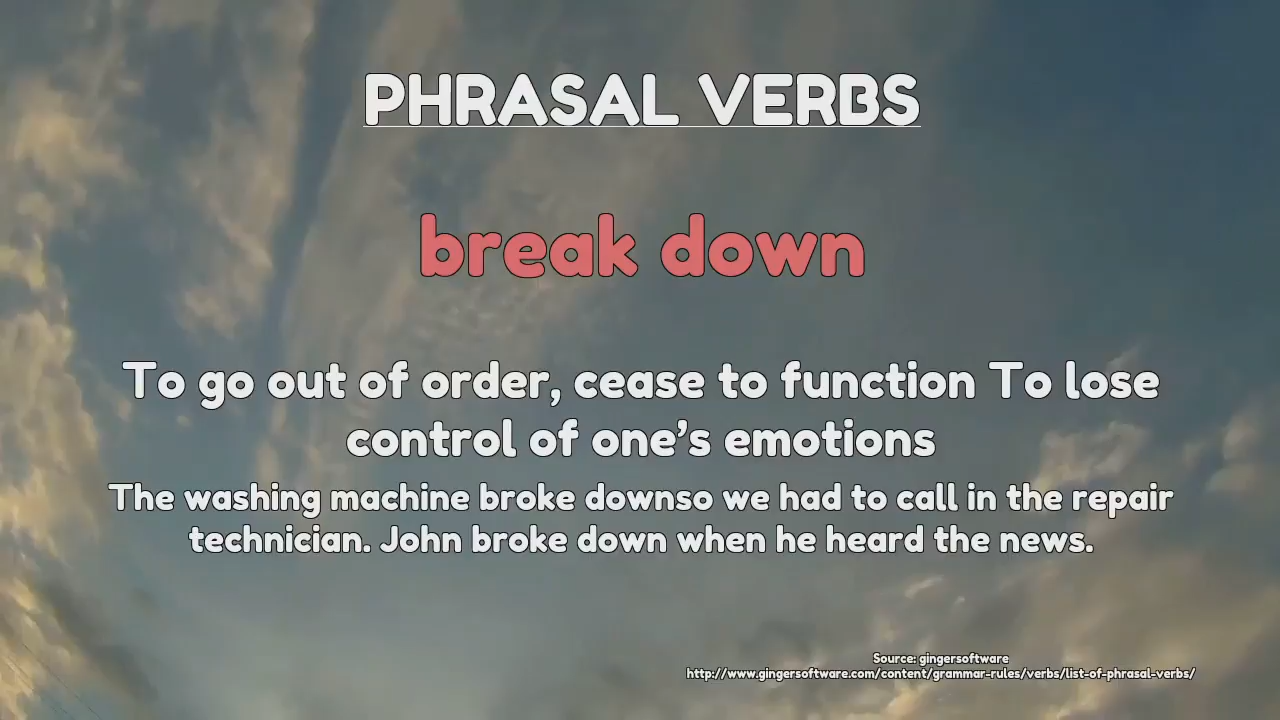 PHRASAL VERBS
break down
To go out of order, cease to function To lose
control of one's emotions
The washing machine broke downso we had to call in the repair
technician. John broke down when he heard the news.
Source: gingersoftware
http://www.gingersoftware.com/content/grammar-rules/verbs/list-of-phrasal-verbs/